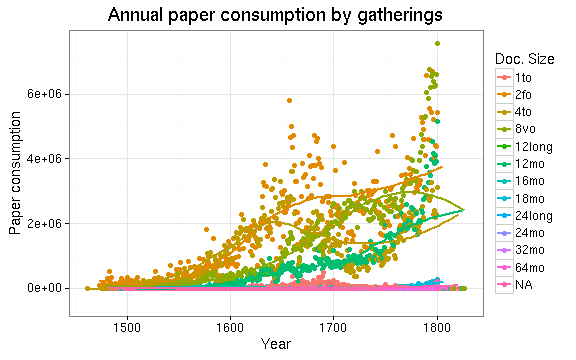 Annual paper consumption by gatherings
Paper consumption
6e+06
4e+06
2e+06
0e+00
1500
1600
1700
1800
Year
Doc. Size
1to
2fo
4to
8vo
12long
12mo
16mo
18mo
24long
24mo
32mo
64mo
NA